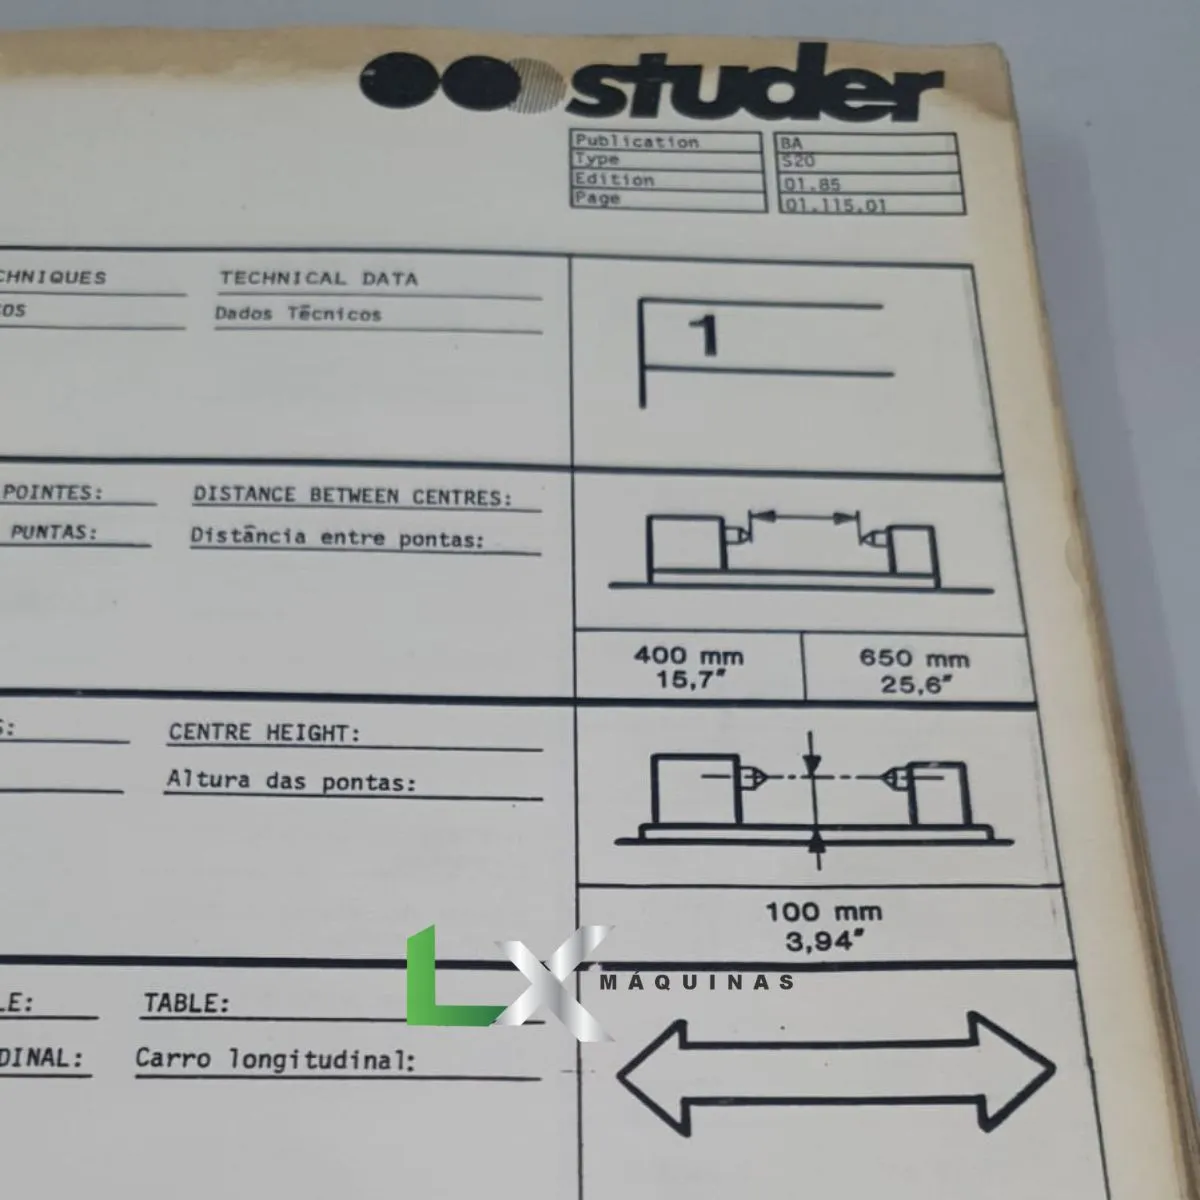 studer
Publication BA
Type S20
Edition 01.85
Page 01.115.01
CHNIQUES TECHNICAL DATA
COS Dados Técnicos
1
POINTES: DISTANCE BETWEEN CENTRES:
PUNTAS: Distância entre pontas:
400 mm 650 mm
15,7" 25,6"
S: CENTRE HEIGHT:
Altura das pontas:
100 mm
3,94"
LX MÁQUINAS
LE: TABLE:
DINAL: Carro longitudinal: